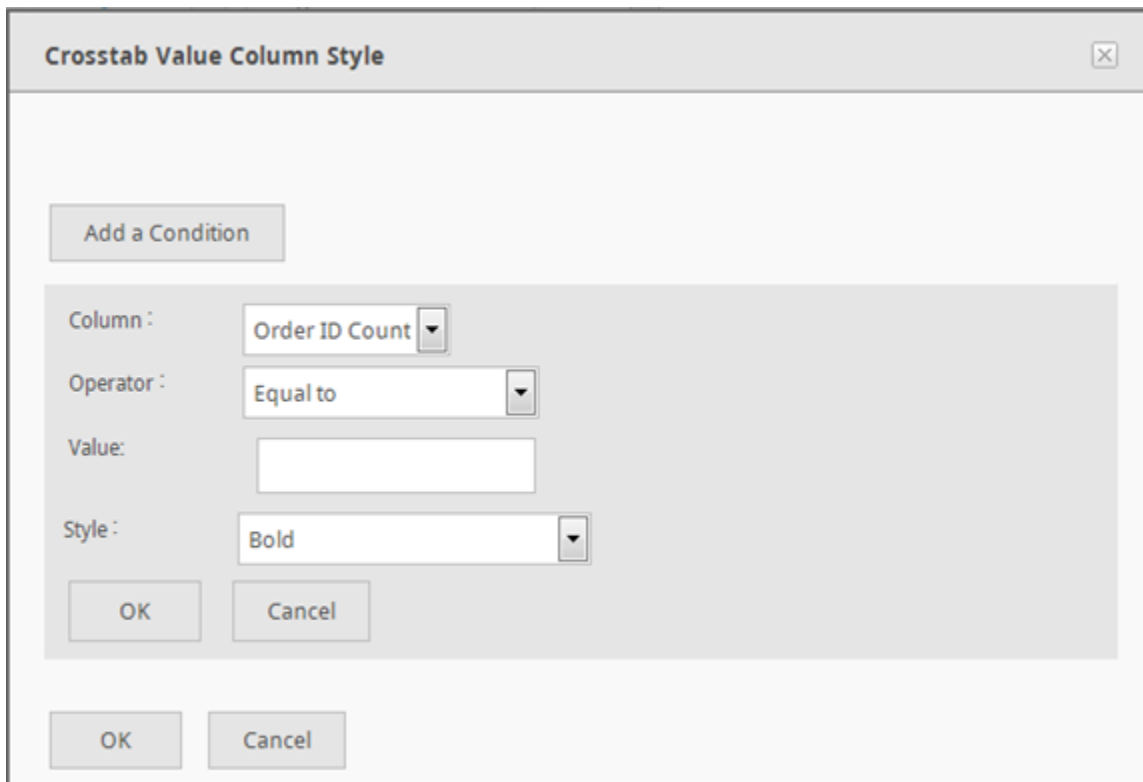 Crosstab Value Column Style
Add a Condition
Column : Order ID Count
Operator : Equal to
Value:
Style : Bold
OK Cancel
OK Cancel